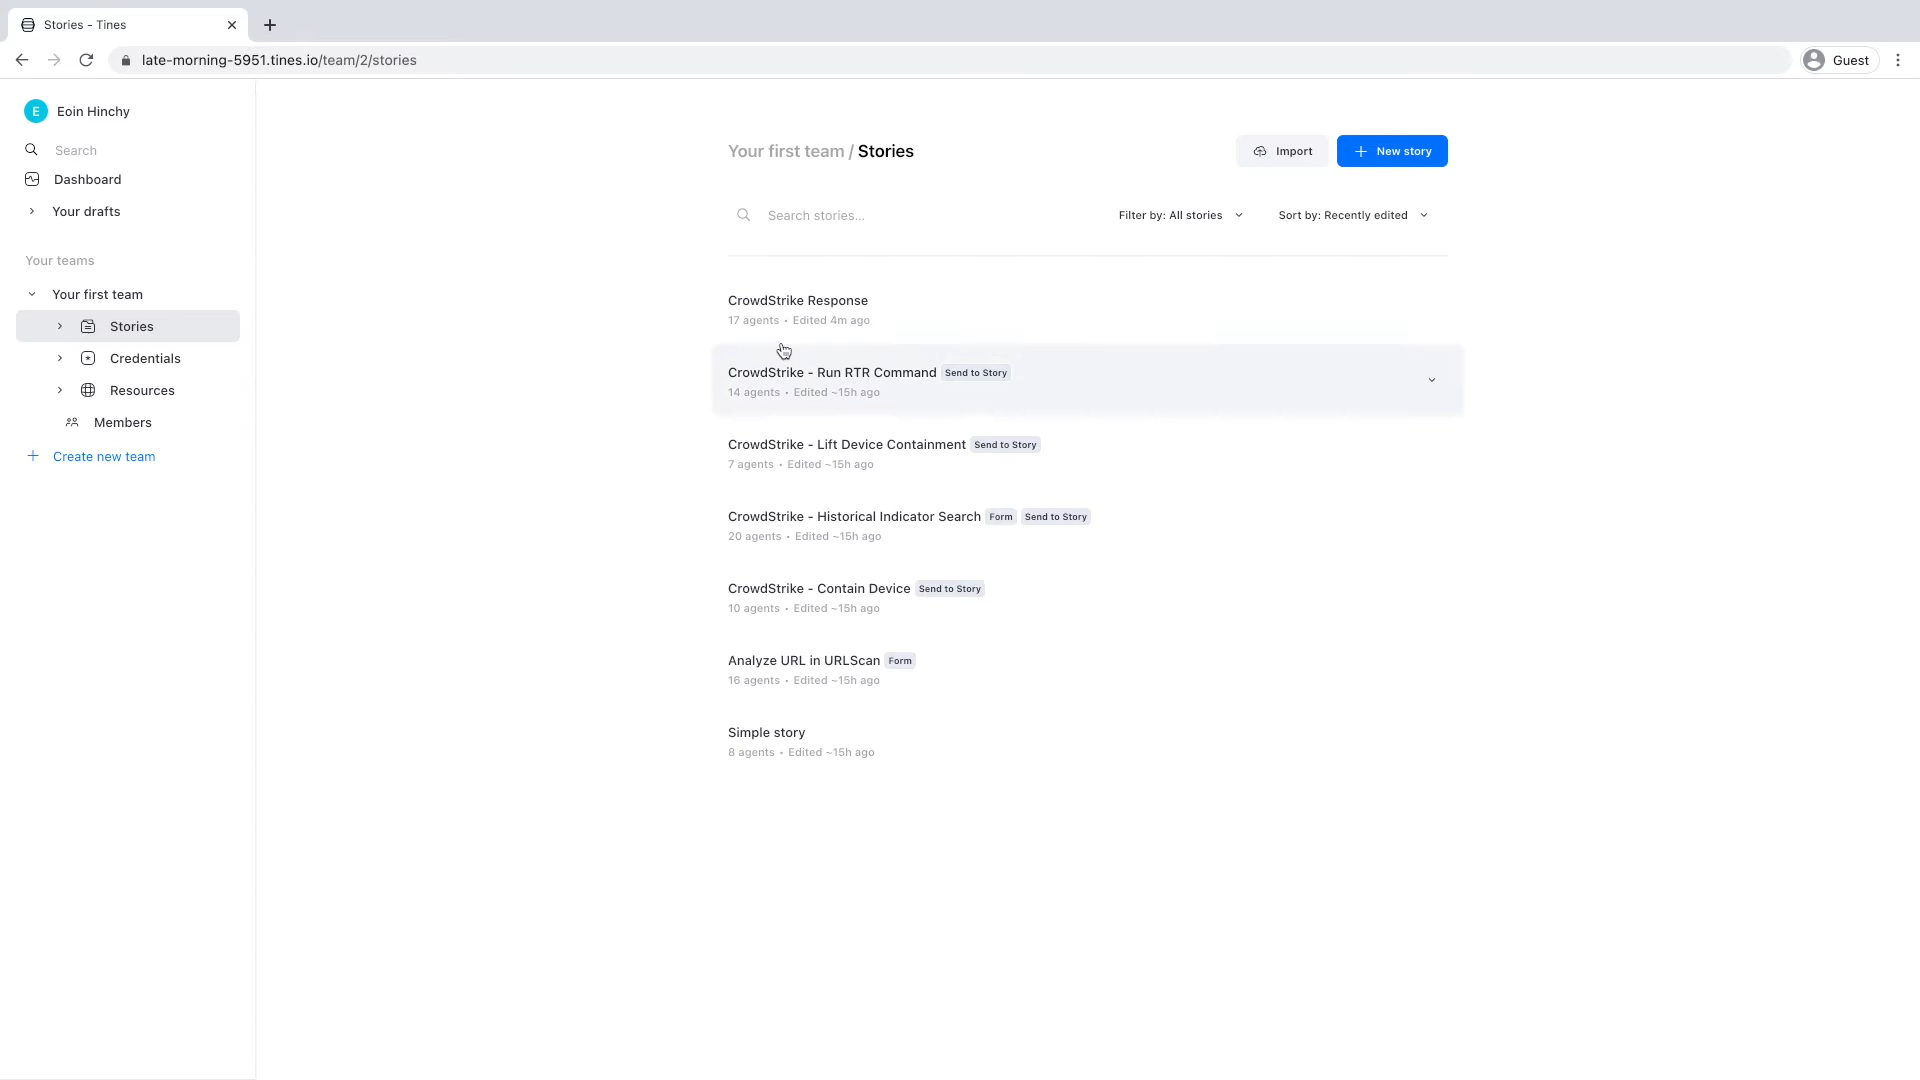 Stories - Tines
late-morning-5951.tines.io/team/2/stories
Guest
E
Eoin Hinchy
Search
Dashboard
Your drafts
Your teams
Your first team
Stories
Credentials
Resources
Members
Create new team
Your first team / Stories
Import
New story
Search stories...
Filter by: All stories
Sort by: Recently edited
CrowdStrike Response
17 agents • Edited 4m ago
CrowdStrike - Run RTR Command Send to Story
14 agents • Edited ~15h ago
CrowdStrike - Lift Device Containment Send to Story
7 agents • Edited ~15h ago
CrowdStrike - Historical Indicator Search Form Send to Story
20 agents • Edited ~15h ago
CrowdStrike - Contain Device Send to Story
10 agents • Edited ~15h ago
Analyze URL in URLScan Form
16 agents • Edited ~15h ago
Simple story
8 agents • Edited ~15h ago